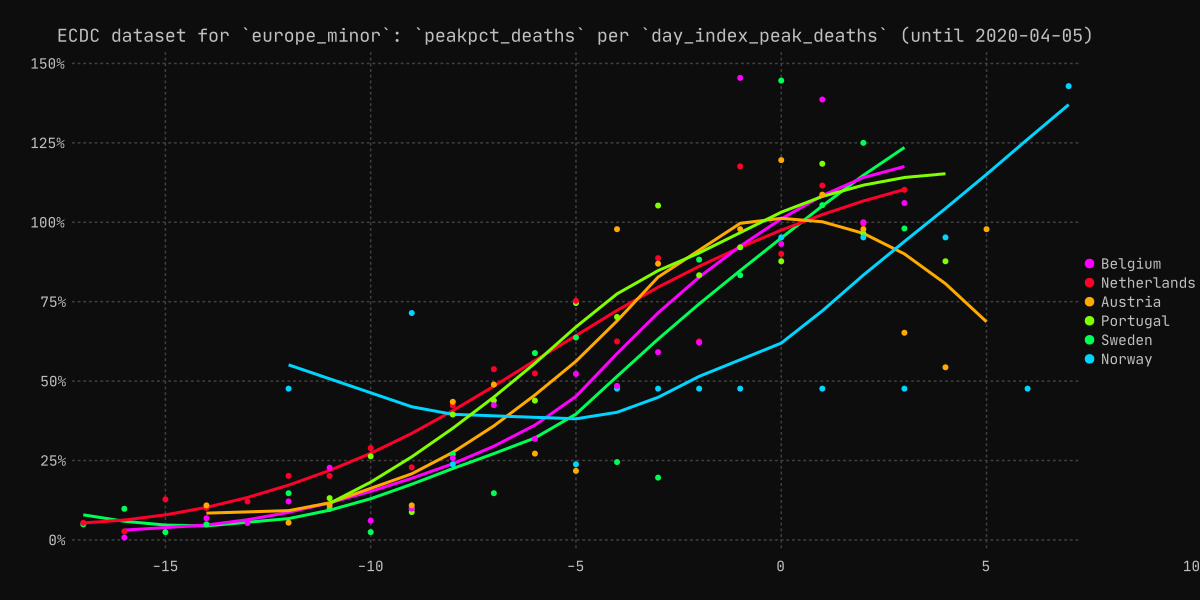 ECDC dataset for `europe_minor`: `peakpct_deaths` per `day_index_peak_deaths` (until 2020-04-05)
150%
125%
100%
75%
50%
25%
0%
-15 -10 -5 0 5 10
Belgium
Netherlands
Austria
Portugal
Sweden
Norway